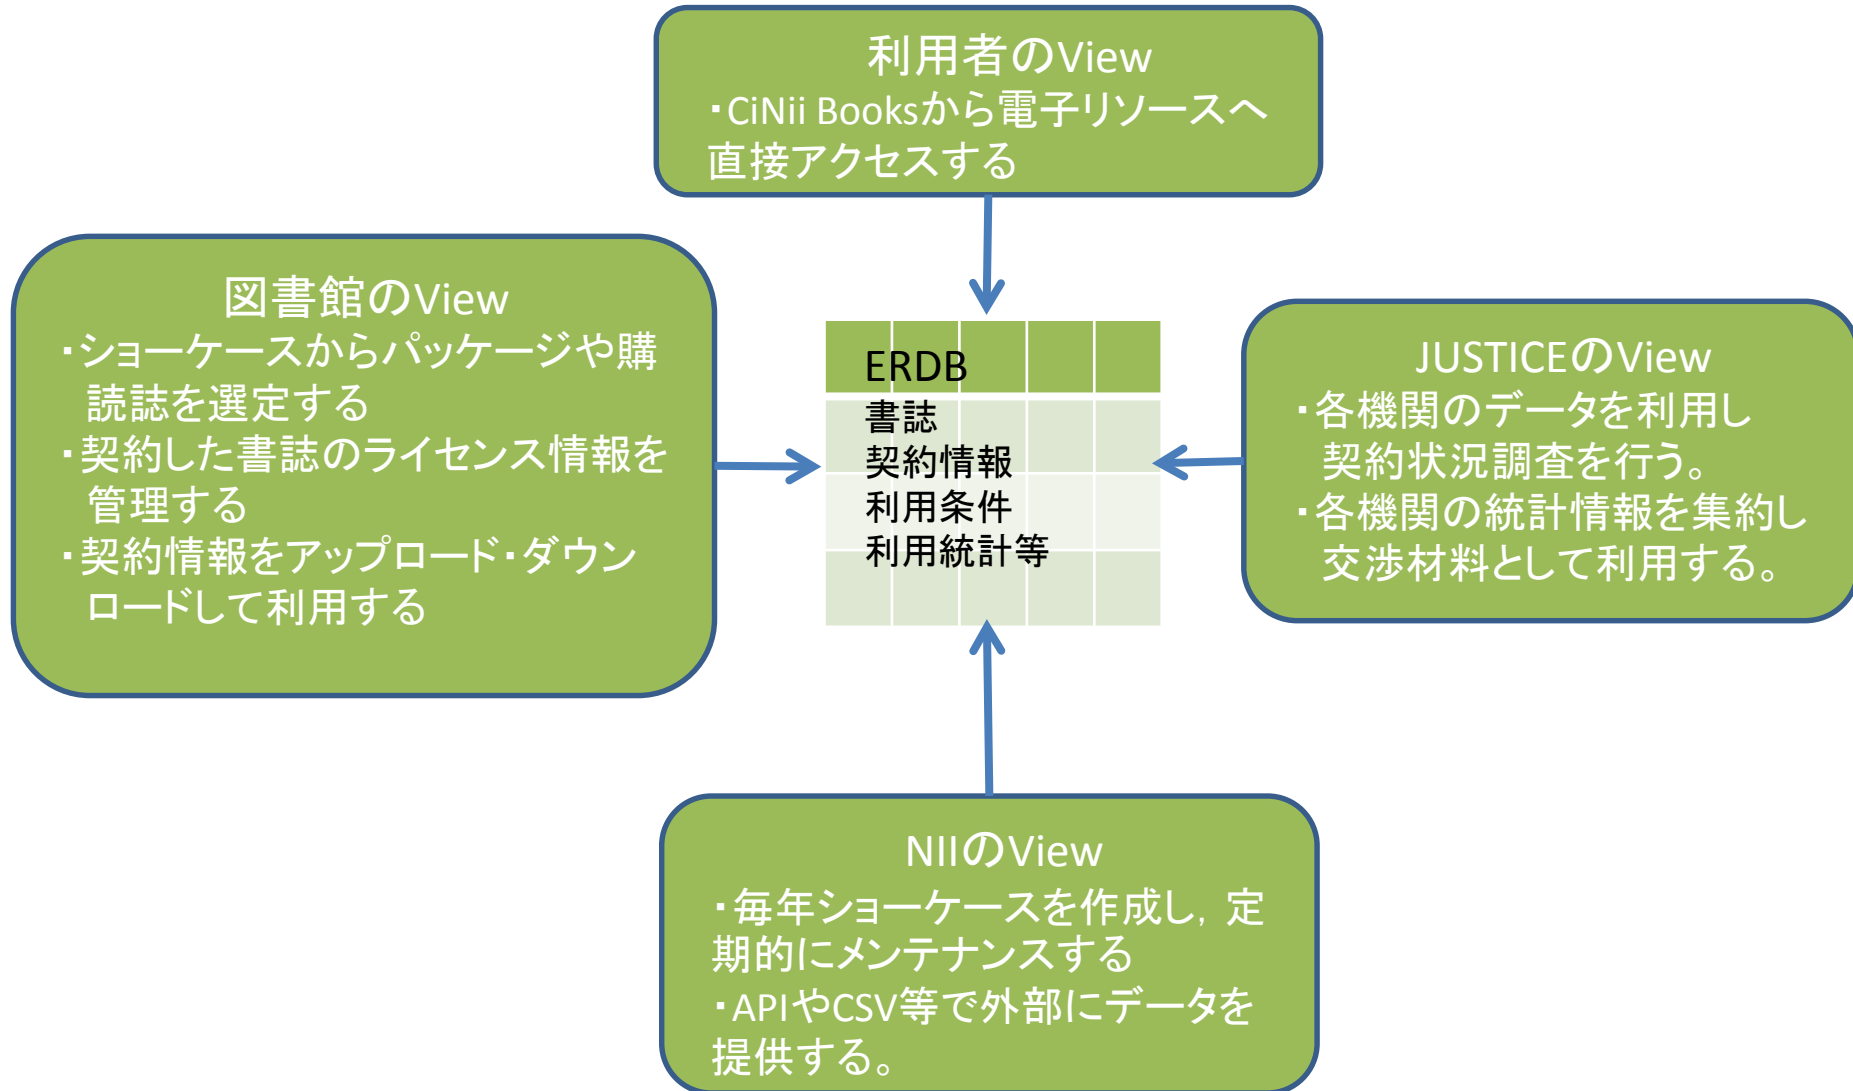 利用者のView
・CiNii Booksから電子リソースへ
直接アクセスする
図書館のView
・ショーケースからパッケージや購
読誌を選定する
・契約した書誌のライセンス情報を
管理する
・契約情報をアップロード・ダウン
ロードして利用する
ERDB
書誌
契約情報
利用条件
利用統計等
JUSTICEのView
・各機関のデータを利用し
契約状況調査を行う。
・各機関の統計情報を集約し
交渉材料として利用する。
NIIのView
・毎年ショーケースを作成し, 定
期的にメンテナンスする
・APIやCSV等で外部にデータを
提供する。